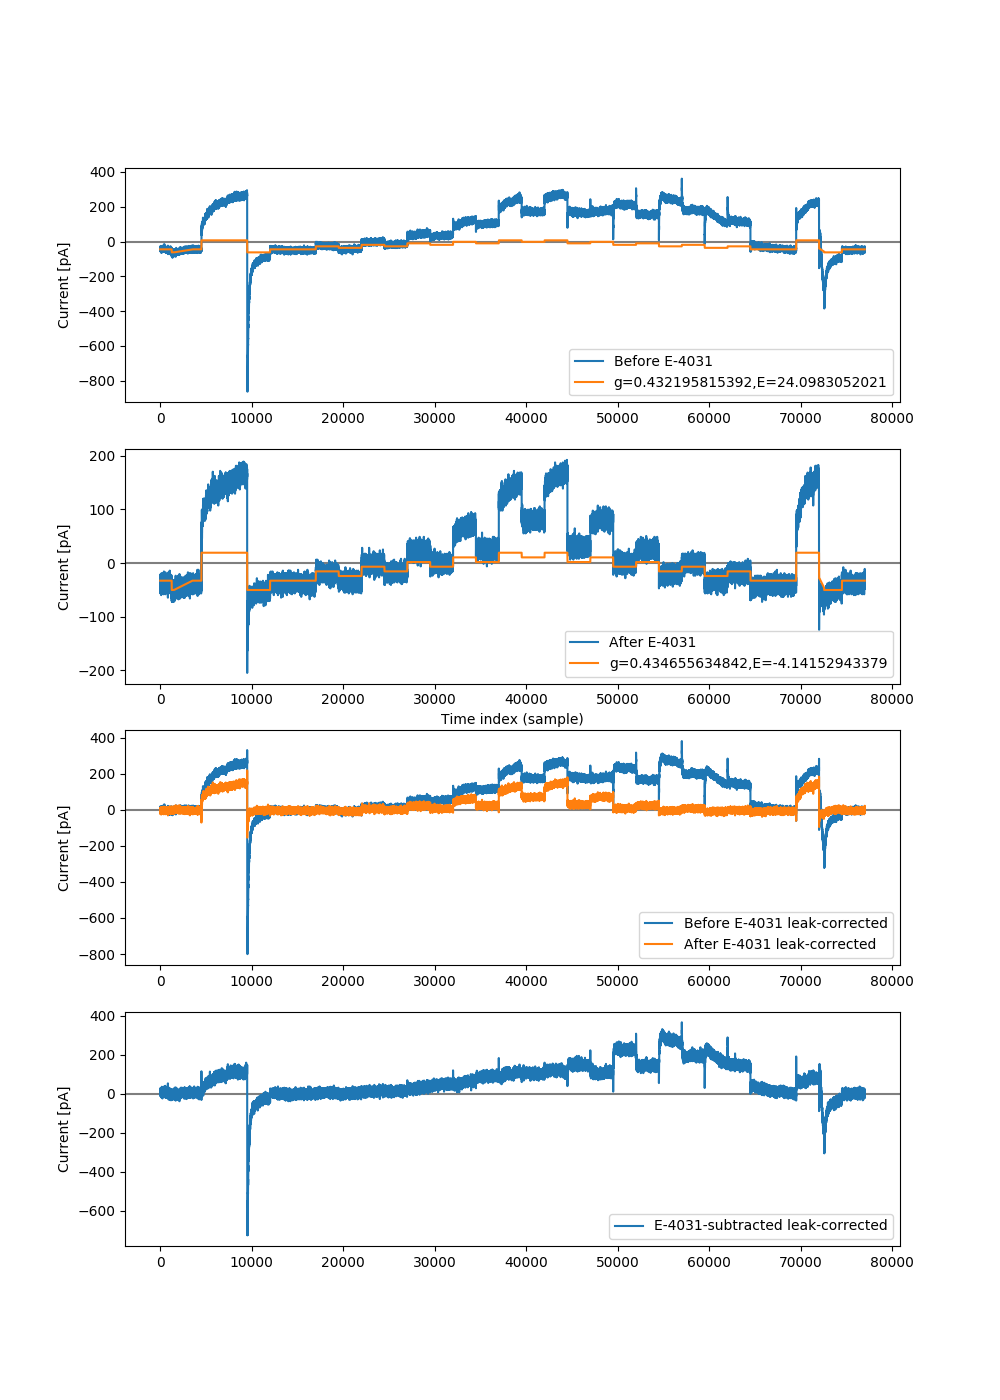 400
200
0
−200
−400
−600
−800
Current [pA]
Before E-4031
g=0.432195815392,E=24.0983052021
0 10000 20000 30000 40000 50000 60000 70000 80000
200
100
0
−100
−200
Current [pA]
After E-4031
g=0.434655634842,E=-4.14152943379
0 10000 20000 30000 40000 50000 60000 70000 80000
Time index (sample)
400
200
0
−200
−400
−600
−800
Current [pA]
Before E-4031 leak-corrected
After E-4031 leak-corrected
0 10000 20000 30000 40000 50000 60000 70000 80000
400
200
0
−200
−400
−600
Current [pA]
E-4031-subtracted leak-corrected
0 10000 20000 30000 40000 50000 60000 70000 80000